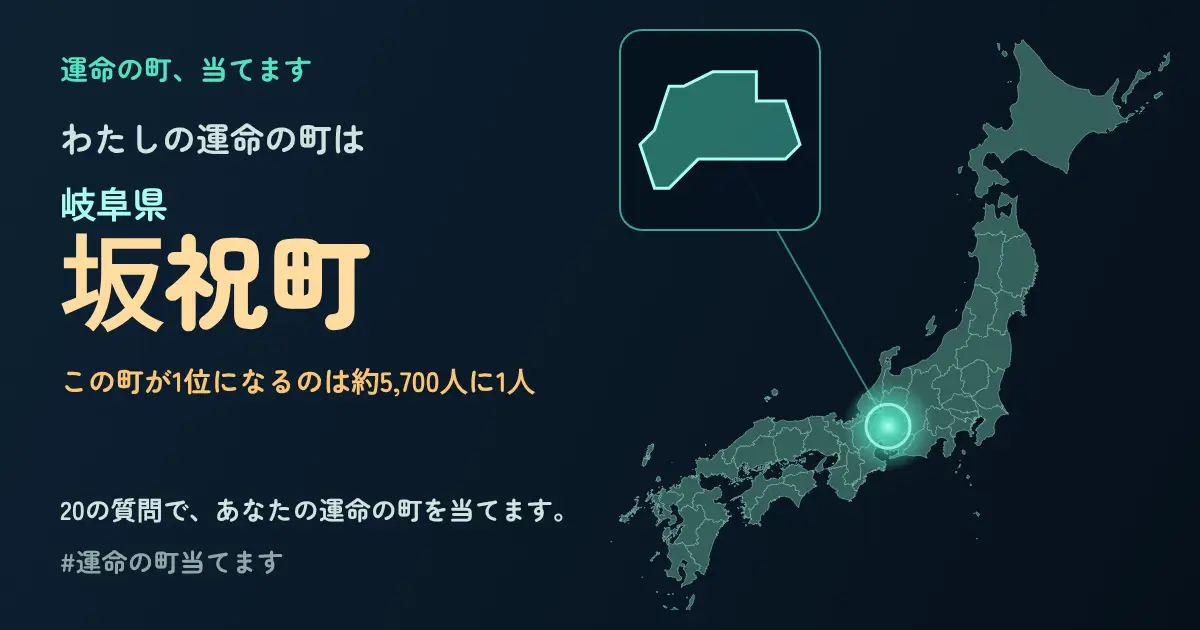 運命の町、当てます
わたしの運命の町は
岐阜県
坂祝町
この町が1位になるのは約5,700人に1人
20の質問で、あなたの運命の町を当てます。
#運命の町当てます